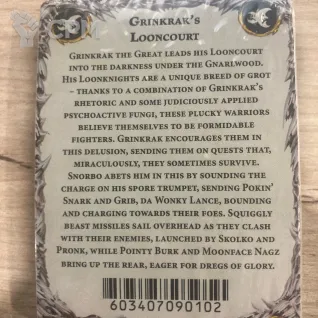 Grinkrak's
Looncourt
Grinkrak the Great leads his Looncourt
into the darkness under the Gnarlwood.
His Loonknights are a unique breed of grot
– thanks to a combination of Grinkrak's
rhetoric and some judiciously applied
psychoactive fungi, these plucky warriors
believe themselves to be formidable
fighters. Grinkrak encourages them in
this delusion, sending them on quests that,
miraculously, they sometimes survive.
Snorbo abets him in this by sounding the
charge on his spore trumpet, sending Pokin'
Snark and Grib, da Wonky Lance, bounding
and charging towards their foes. Squiggly
beast missiles sail overhead as they clash
with their enemies, launched by Skolko and
Pronk, while Pointy Burk and Moonface Nagz
bring up the rear, eager for dregs of glory.
603407090102